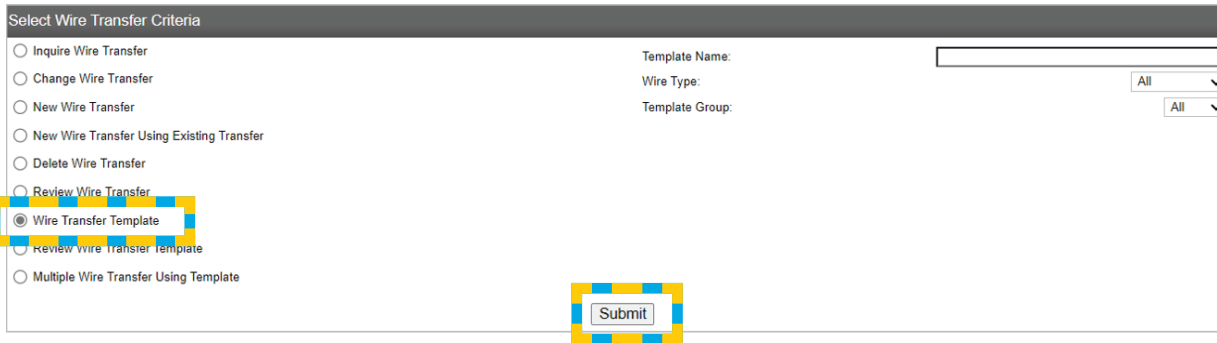 Select Wire Transfer Criteria
Inquire Wire Transfer
Change Wire Transfer
New Wire Transfer
New Wire Transfer Using Existing Transfer
Delete Wire Transfer
Review Wire Transfer
Wire Transfer Template
Review Wire Transfer Template
Multiple Wire Transfer Using Template
Template Name:
Wire Type: All
Template Group: All
Submit